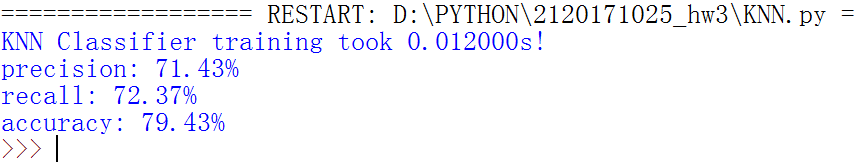 ================== RESTART: D:\PYTHON\2120171025_hw3\KNN.py =
KNN Classifier training took 0.012000s!
precision: 71.43%
recall: 72.37%
accuracy: 79.43%
>>>